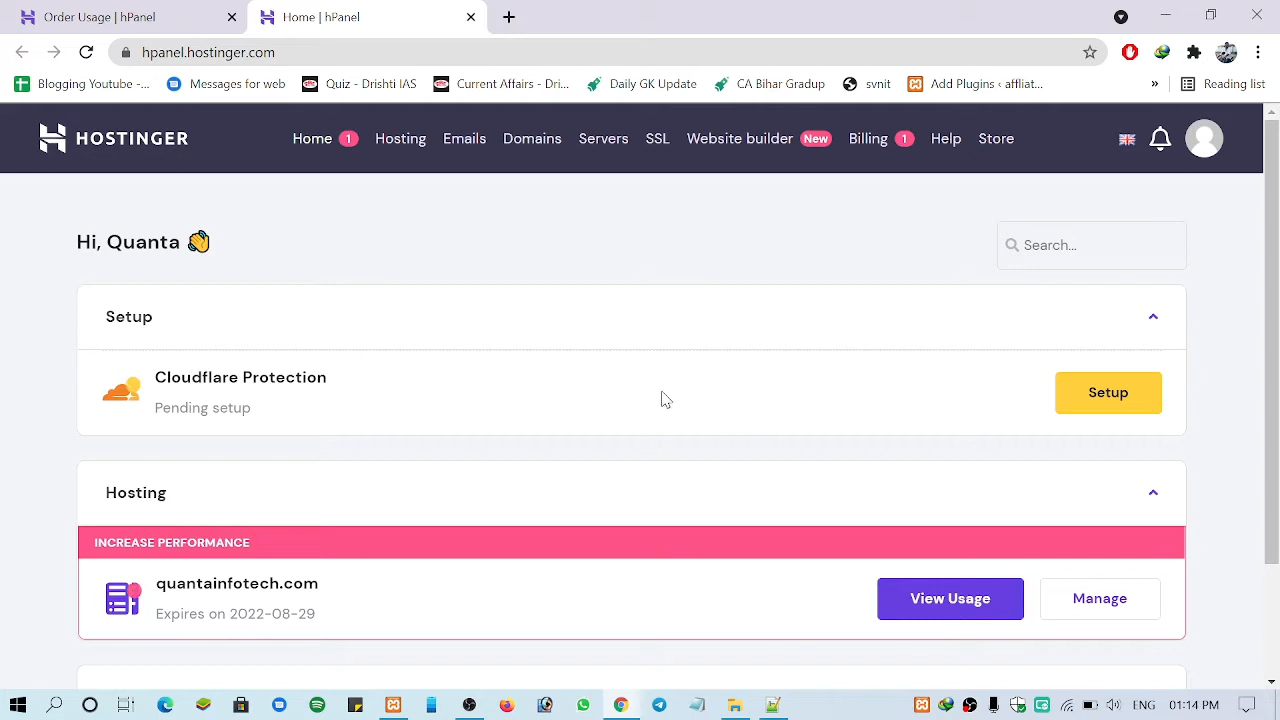 Order Usage | hPanel
Home | hPanel
hpanel.hostinger.com
Blogging Youtube -...
Messages for web
Quiz - Drishti IAS
Current Affairs - Dri...
Daily GK Update
CA Bihar Gradup
svnit
Add Plugins ‹ affliat...
»
Reading list
HOSTINGER
Home 1
Hosting
Emails
Domains
Servers
SSL
Website builder New
Billing 1
Help
Store
Hi, Quanta 👋
Search...
Setup
Cloudflare Protection
Pending setup
Setup
Hosting
INCREASE PERFORMANCE
quantainfotech.com
Expires on 2022-08-29
View Usage
Manage
ENG
01:14 PM